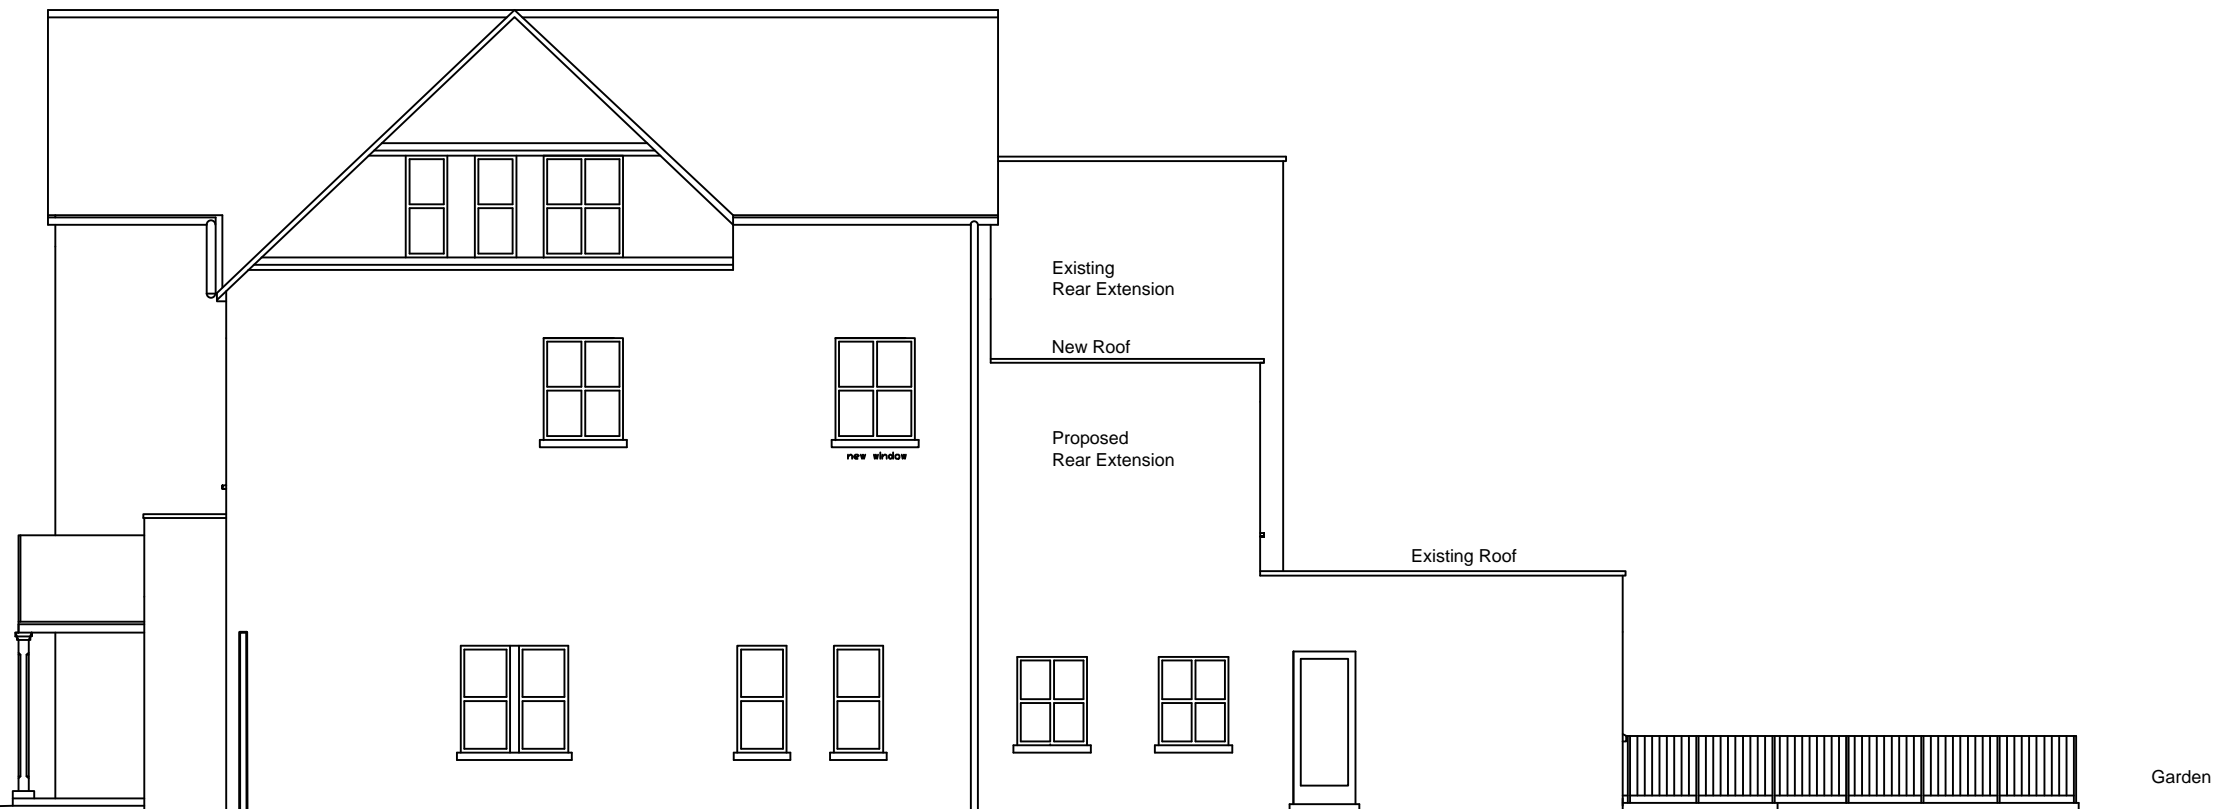 Existing
Rear Extension
New Roof
Proposed
Rear Extension
new window
Existing Roof
Garden